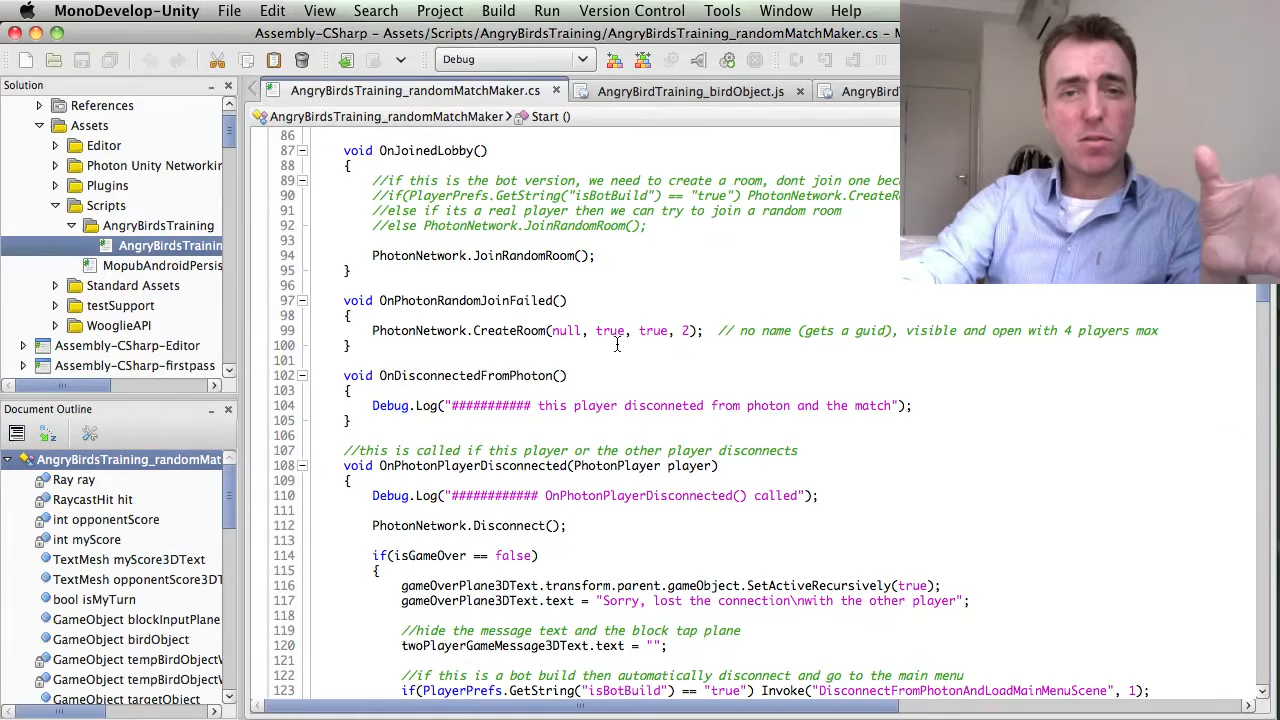 MonoDevelop-Unity File Edit View Search Project Build Run Version Control Tools Window Help
Assembly-CSharp - Assets/Scripts/AngryBirdsTraining/AngryBirdsTraining_randomMatchMaker.cs -
Debug
Solution
References
Assets
Editor
Photon Unity Networkin
Plugins
Scripts
AngryBirdsTraining
AngryBirdsTrainin
MopubAndroidPersis
Standard Assets
testSupport
WooglieAPI
Assembly-CSharp-Editor
Assembly-CSharp-firstpass
Document Outline
AngryBirdsTraining_randomMat
Ray ray
RaycastHit hit
int opponentScore
int myScore
TextMesh myScore3DText
TextMesh opponentScore3DT
bool isMyTurn
GameObject blockInputPlane
GameObject birdObject
GameObject tempBirdObject
GameObject tempBirdObject
GameObject targetObject
AngryBirdsTraining_randomMatchMaker.cs AngryBirdTraining_birdObject.js AngryBird
AngryBirdsTraining_randomMatchMaker Start ()
86
87 void OnJoinedLobby()
88 {
89 //if this is the bot version, we need to create a room, dont join one beca
90 //if(PlayerPrefs.GetString("isBotBuild") == "true") PhotonNetwork.CreateRo
91 //else if its a real player then we can try to join a random room
92 //else PhotonNetwork.JoinRandomRoom();
93
94 PhotonNetwork.JoinRandomRoom();
95 }
96
97 void OnPhotonRandomJoinFailed()
98 {
99 PhotonNetwork.CreateRoom(null, true, true, 2); // no name (gets a guid), visible and open with 4 players max
100 }
101
102 void OnDisconnectedFromPhoton()
103 {
104 Debug.Log("########### this player disconneted from photon and the match");
105 }
106
107 //this is called if this player or the other player disconnects
108 void OnPhotonPlayerDisconnected(PhotonPlayer player)
109 {
110 Debug.Log("############ OnPhotonPlayerDisconnected() called");
111
112 PhotonNetwork.Disconnect();
113
114 if(isGameOver == false)
115 {
116 gameOverPlane3DText.transform.parent.gameObject.SetActiveRecursively(true);
117 gameOverPlane3DText.text = "Sorry, lost the connection\nwith the other player";
118
119 //hide the message text and the block tap plane
120 twoPlayerGameMessage3DText.text = "";
121
122 //if this is a bot build then automatically disconnect and go to the main menu
123 if(PlayerPrefs.GetString("isBotBuild") == "true") Invoke("DisconnectFromPhotonAndLoadMainMenuScene", 1);